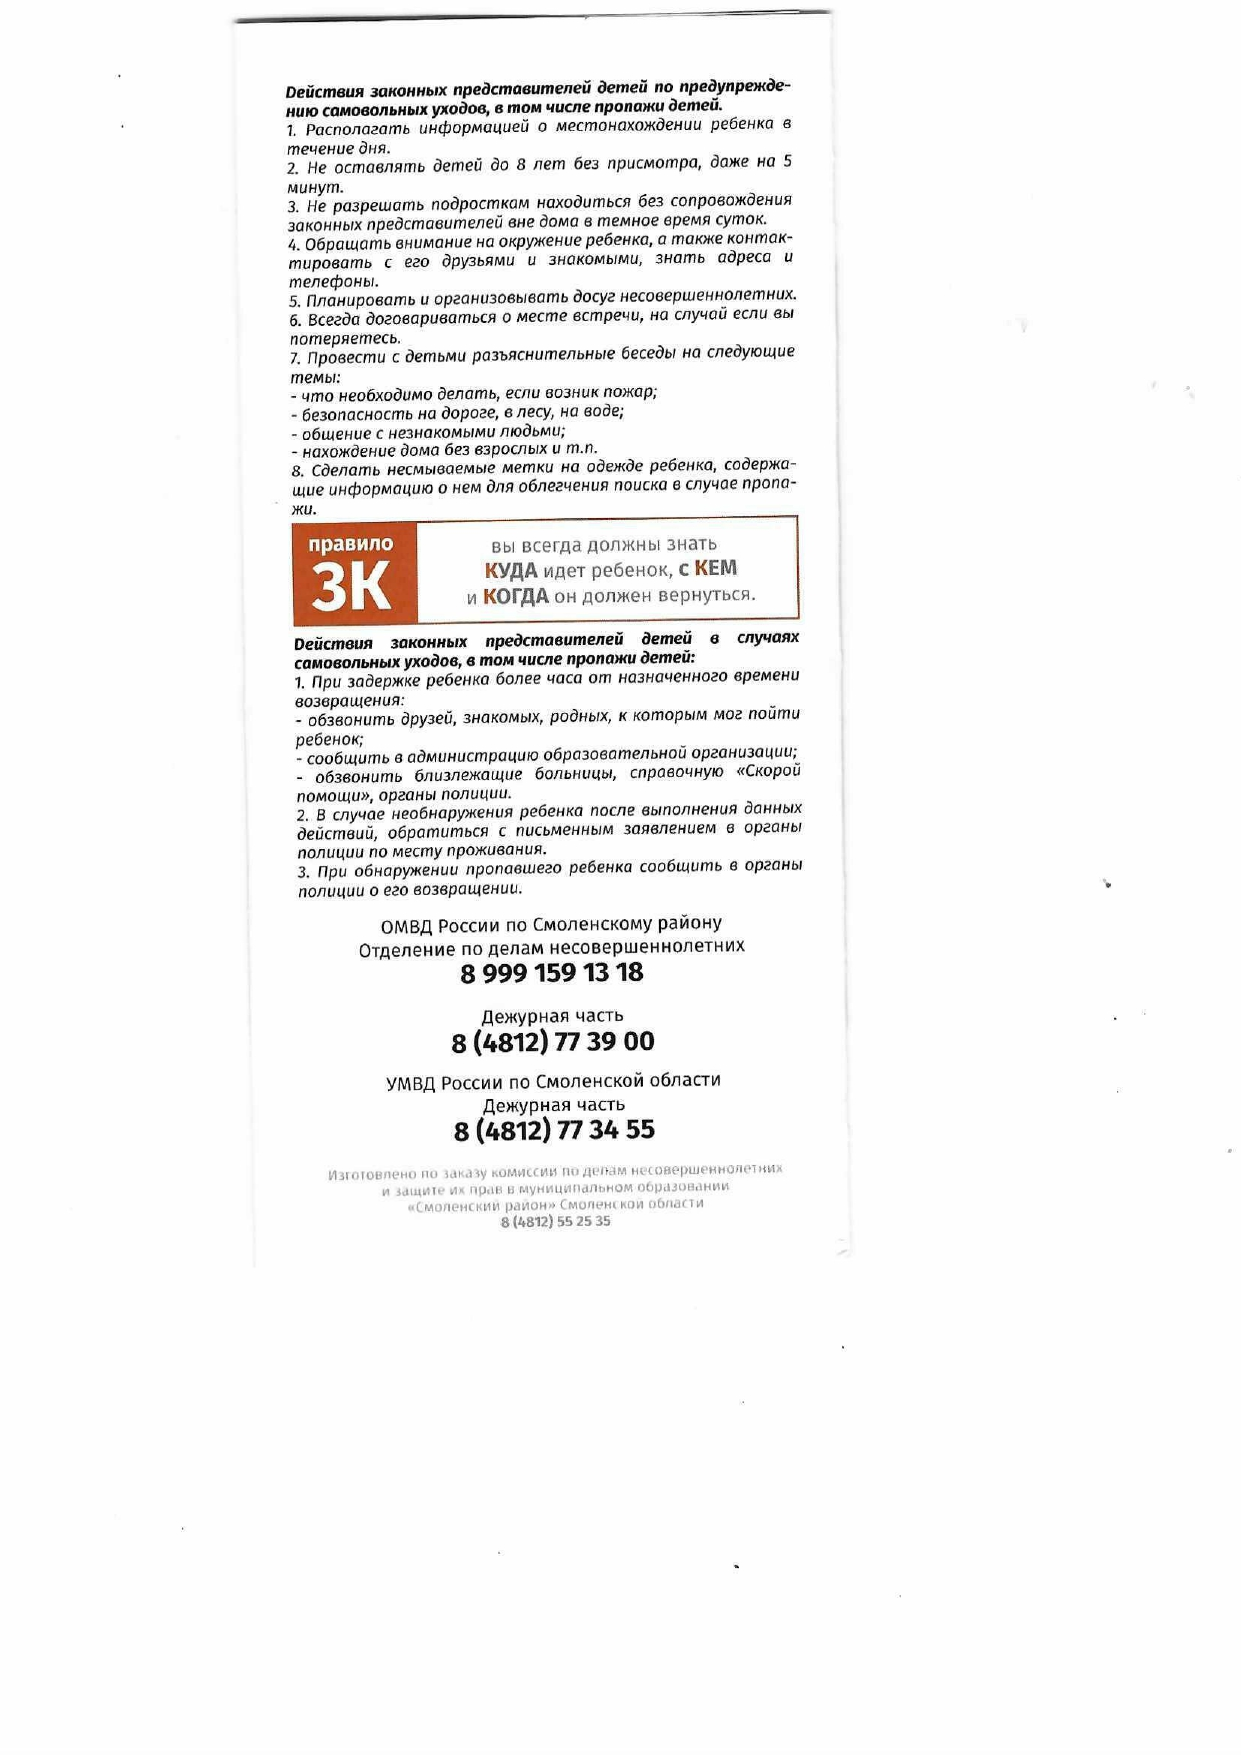 Действия законных представителей детей по предупрежде-
нию самовольных уходов, в том числе пропажи детей.
1. Располагать информацией о местонахождении ребенка в
течение дня.
2. Не оставлять детей до 8 лет без присмотра, даже на 5
минут.
3. Не разрешать подросткам находиться без сопровождения
законных представителей вне дома в темное время суток.
4. Обращать внимание на окружение ребенка, а также контак-
тировать с его друзьями и знакомыми, знать адреса и
телефоны.
5. Планировать и организовывать досуг несовершеннолетних.
6. Всегда договариваться о месте встречи, на случай если вы
потеряетесь.
7. Провести с детьми разъяснительные беседы на следующие
темы:
- что необходимо делать, если возник пожар;
- безопасность на дороге, в лесу, на воде;
- общение с незнакомыми людьми;
- нахождение дома без взрослых и т.п.
8. Сделать несмываемые метки на одежде ребенка, содержа-
щие информацию о нем для облегчения поиска в случае пропа-
жи.
правило
3К
вы всегда должны знать
КУДА идет ребенок, с КЕМ
и КОГДА он должен вернуться.
Действия законных представителей детей в случаях
самовольных уходов, в том числе пропажи детей:
1. При задержке ребенка более часа от назначенного времени
возвращения:
- обзвонить друзей, знакомых, родных, к которым мог пойти
ребенок;
- сообщить в администрацию образовательной организации;
- обзвонить близлежащие больницы, справочную «Скорой
помощи», органы полиции.
2. В случае необнаружения ребенка после выполнения данных
действий, обратиться с письменным заявлением в органы
полиции по месту проживания.
3. При обнаружении пропавшего ребенка сообщить в органы
полиции о его возвращении.
ОМВД России по Смоленскому району
Отделение по делам несовершеннолетних
8 999 159 13 18
Дежурная часть
8 (4812) 77 39 00
УМВД России по Смоленской области
Дежурная часть
8 (4812) 77 34 55
Изготовлено по заказу комиссии по делам несовершеннолетних
и защите их прав в муниципальном образовании
«Смоленский район» Смоленской области
8 (4812) 55 25 35